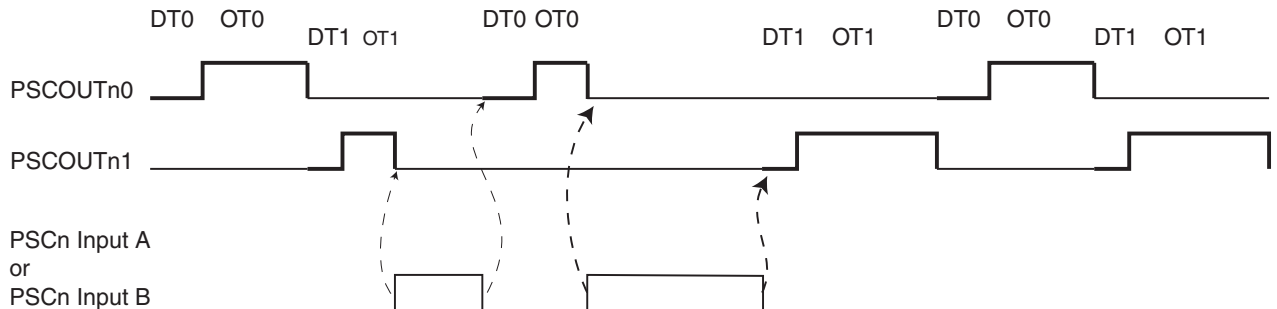 DT0 OT0 DT0 OT0 DT0 OT0
DT1 OT1 DT1 OT1 DT1 OT1
PSCOUTn0
PSCOUTn1
PSCn Input A
or
PSCn Input B